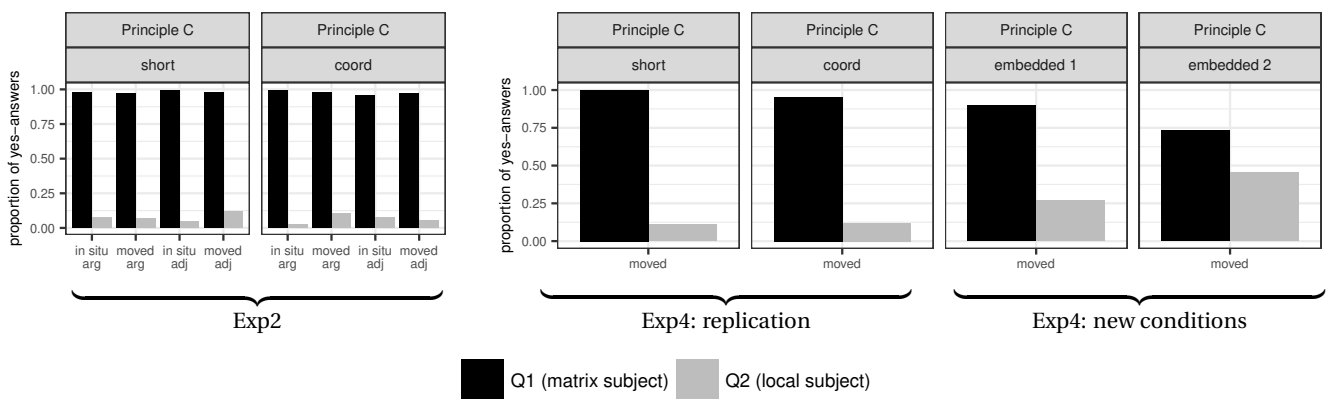 Principle C Principle C Principle C Principle C Principle C Principle C
short coord short coord embedded 1 embedded 2
proportion of yes−answers
1.00
0.75
0.50
0.25
0.00
in situ moved in situ moved in situ moved in situ moved
arg arg adj adj arg arg adj adj
proportion of yes−answers
1.00
0.75
0.50
0.25
0.00
moved moved moved moved
Exp2 Exp4: replication Exp4: new conditions
Q1 (matrix subject) Q2 (local subject)